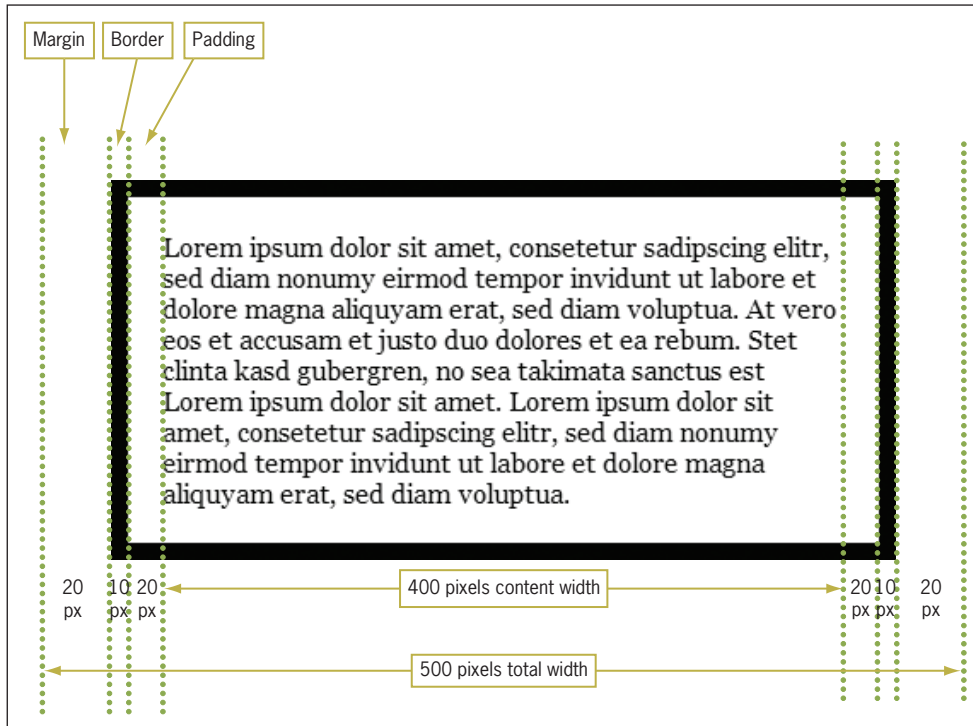 Margin
Border
Padding
Lorem ipsum dolor sit amet, consetetur sadipscing elitr,
sed diam nonumy eirmod tempor invidunt ut labore et
dolore magna aliquyam erat, sed diam voluptua. At vero
eos et accusam et justo duo dolores et ea rebum. Stet
clinta kasd gubergren, no sea takimata sanctus est
Lorem ipsum dolor sit amet. Lorem ipsum dolor sit
amet, consetetur sadipscing elitr, sed diam nonumy
eirmod tempor invidunt ut labore et dolore magna
aliquyam erat, sed diam voluptua.
20 px
10 px
20 px
400 pixels content width
20 px
10 px
20 px
500 pixels total width